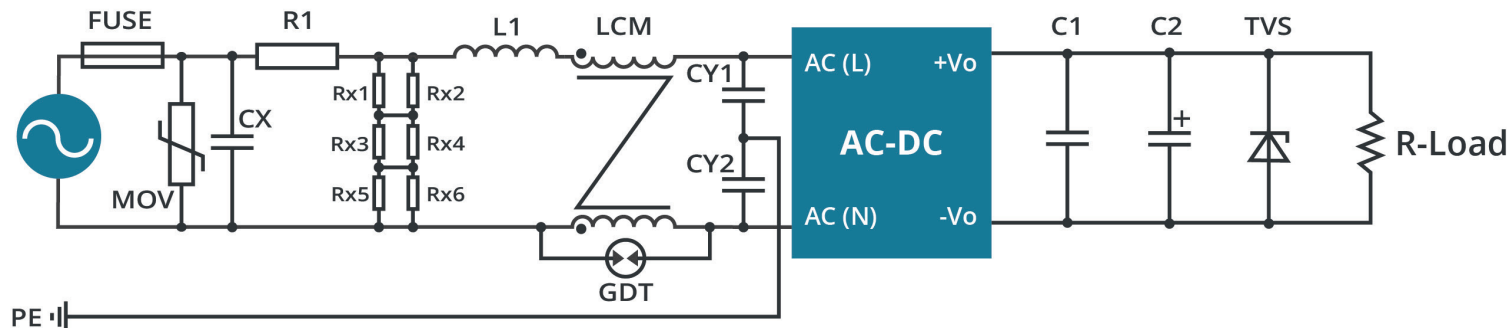 FUSE
R1
L1
LCM
C1
C2
TVS
CY1
AC (L)
+Vo
Rx1
Rx2
CX
+
Rx3
Rx4
AC-DC
R-Load
CY2
MOV
Rx5
Rx6
AC (N)
-Vo
GDT
PE